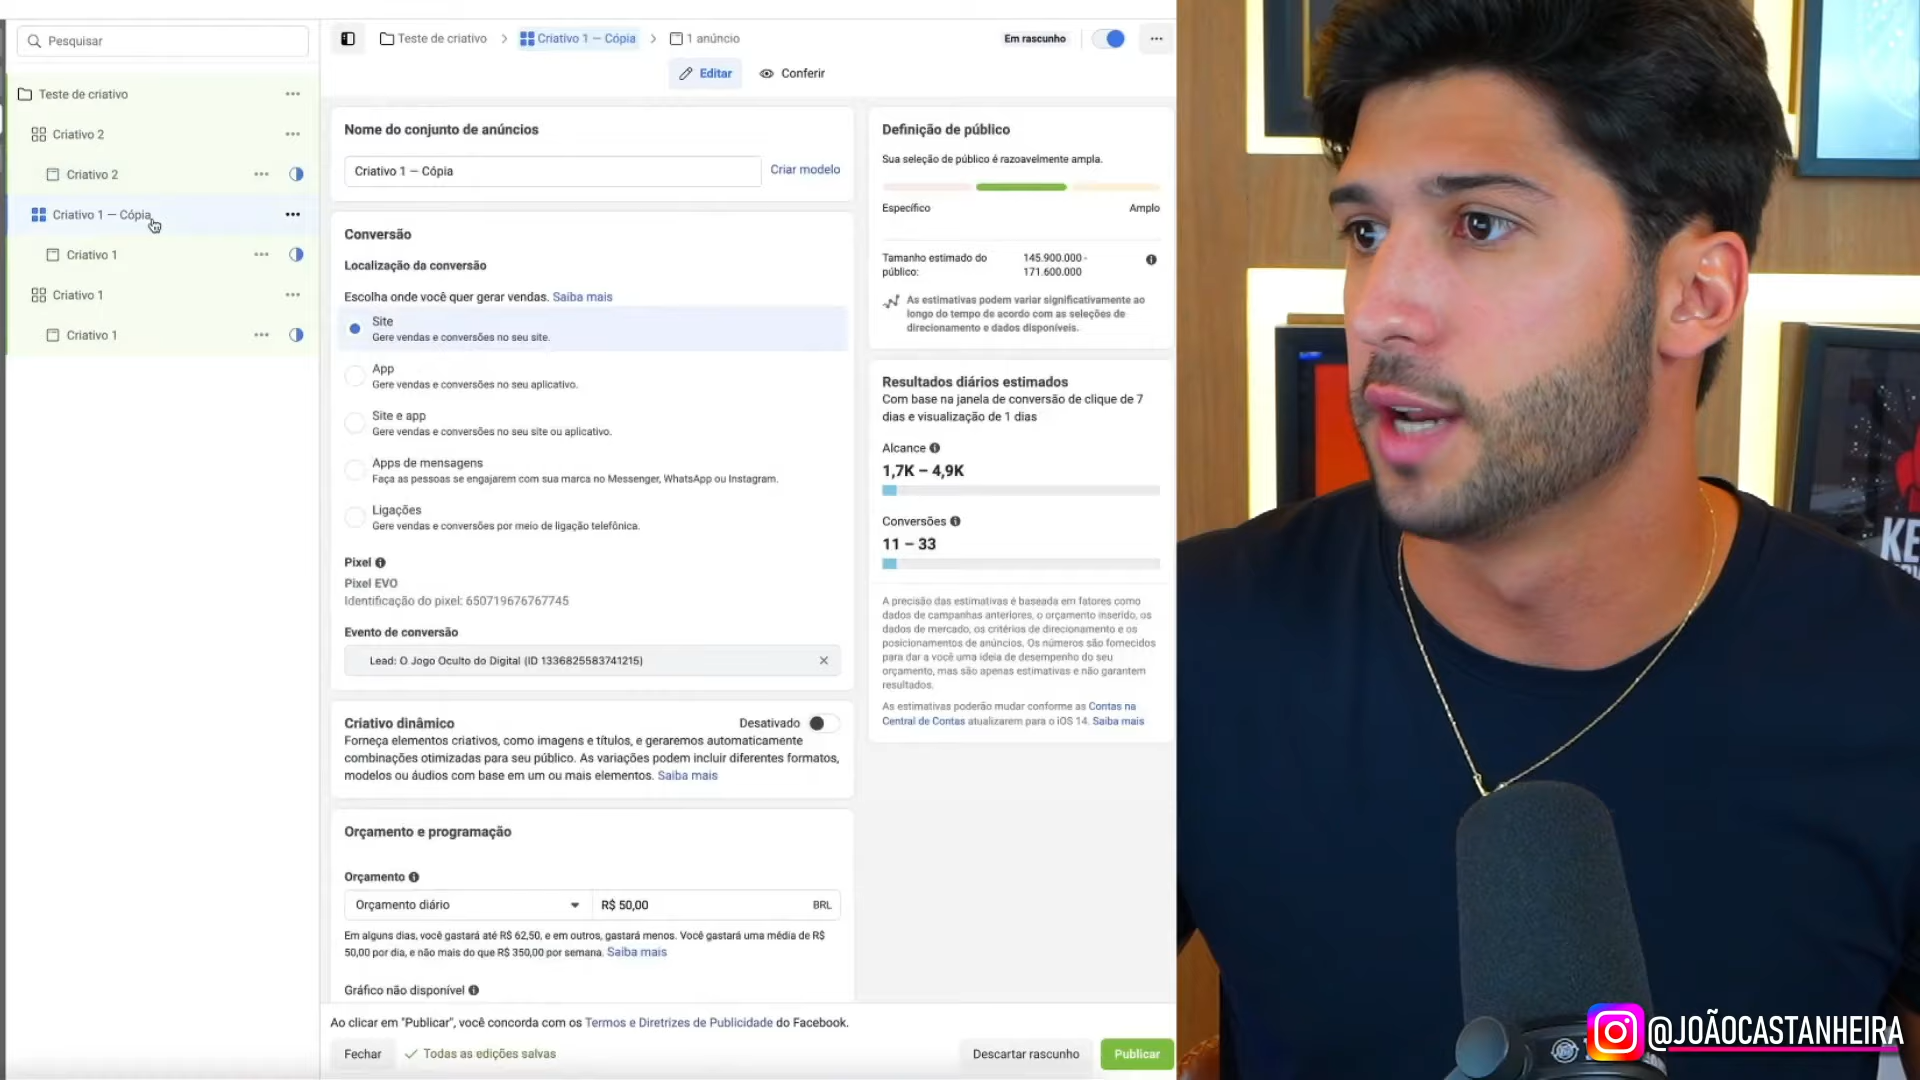 Pesquisar
Teste de criativo
Criativo 2
Criativo 2
Criativo 1 – Cópia
Criativo 1
Criativo 1
Criativo 1
Teste de criativo
Criativo 1 – Cópia
1 anúncio
Em rascunho
Editar
Conferir
Nome do conjunto de anúncios
Criativo 1 – Cópia
Criar modelo
Conversão
Localização da conversão
Escolha onde você quer gerar vendas. Saiba mais
Site
Gere vendas e conversões no seu site.
App
Gere vendas e conversões no seu aplicativo.
Site e app
Gere vendas e conversões no seu site ou aplicativo.
Apps de mensagens
Faça as pessoas se engajarem com sua marca no Messenger, WhatsApp ou Instagram.
Ligações
Gere vendas e conversões por meio de ligação telefônica.
Pixel
Pixel EVO
Identificação do pixel: 650719676767745
Evento de conversão
Lead: O Jogo Oculto do Digital (ID 1336825583741215)
Criativo dinâmico
Desativado
Forneça elementos criativos, como imagens e títulos, e geraremos automaticamente
combinações otimizadas para seu público. As variações podem incluir diferentes formatos,
modelos ou áudios com base em um ou mais elementos. Saiba mais
Orçamento e programação
Orçamento
Orçamento diário
R$ 50,00
BRL
Em alguns dias, você gastará até R$ 62,50, e em outros, gastará menos. Você gastará uma média de R$
50,00 por dia, e não mais do que R$ 350,00 por semana. Saiba mais
Gráfico não disponível
Ao clicar em "Publicar", você concorda com os Termos e Diretrizes de Publicidade do Facebook.
Fechar
Todas as edições salvas
Descartar rascunho
Publicar
Definição de público
Sua seleção de público é razoavelmente ampla.
Específico
Amplo
Tamanho estimado do
público:
145.900.000 -
171.600.000
As estimativas podem variar significativamente ao
longo do tempo de acordo com as seleções de
direcionamento e dados disponíveis.
Resultados diários estimados
Com base na janela de conversão de clique de 7
dias e visualização de 1 dias
Alcance
1,7K – 4,9K
Conversões
11 – 33
A precisão das estimativas é baseada em fatores como
dados de campanhas anteriores, o orçamento inserido, os
dados de mercado, os critérios de direcionamento e os
posicionamentos de anúncios. Os números são fornecidos
para dar a você uma ideia de desempenho do seu
orçamento, mas são apenas estimativas e não garantem
resultados.
As estimativas poderão mudar conforme as Contas na
Central de Contas atualizarem para o iOS 14. Saiba mais
KE
@JOÃOCASTANHEIRA